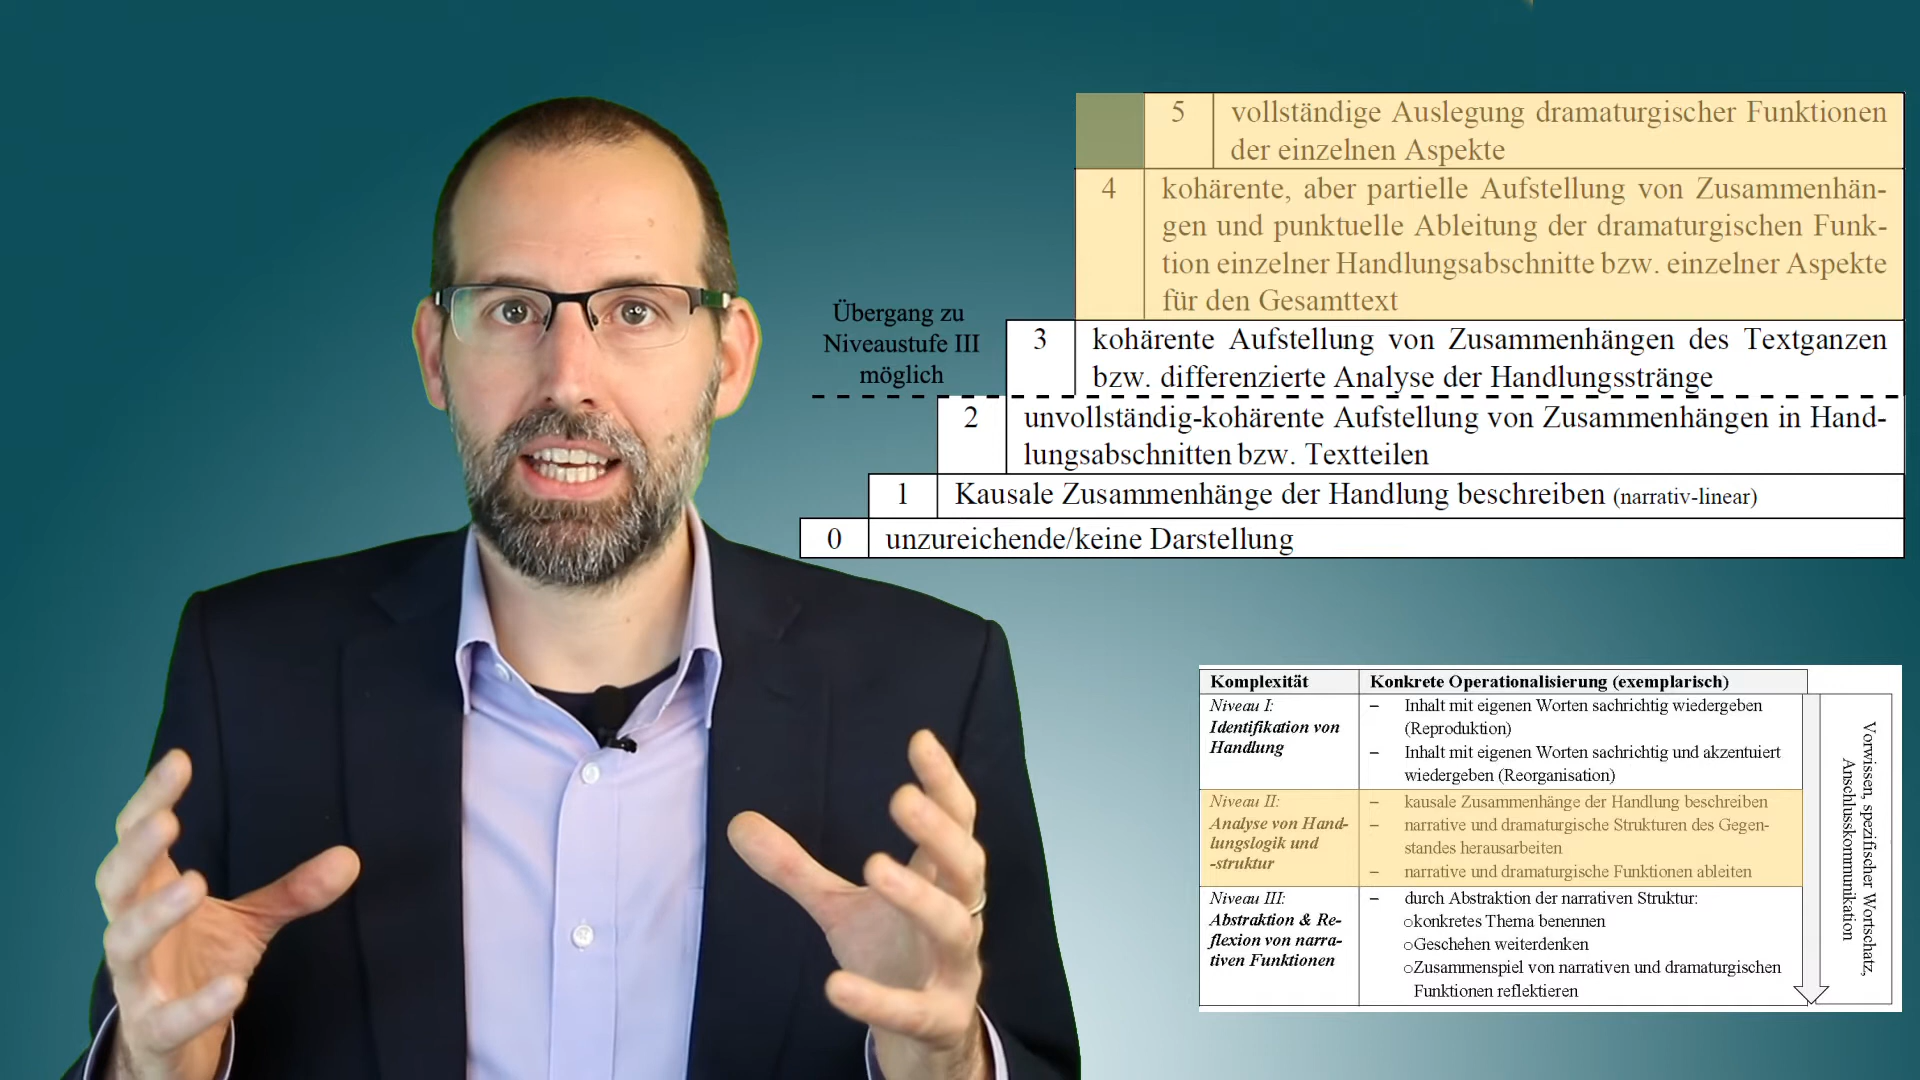 5 vollständige Auslegung dramaturgischer Funktionen
der einzelnen Aspekte
4 kohärente, aber partielle Aufstellung von Zusammenhän-
gen und punktuelle Ableitung der dramaturgischen Funk-
tion einzelner Handlungsabschnitte bzw. einzelner Aspekte
für den Gesamttext
Übergang zu
Niveaustufe III
möglich
3 kohärente Aufstellung von Zusammenhängen des Textganzen
bzw. differenzierte Analyse der Handlungsstränge
2 unvollständig-kohärente Aufstellung von Zusammenhängen in Hand-
lungsabschnitten bzw. Textteilen
1 Kausale Zusammenhänge der Handlung beschreiben (narrativ-linear)
0 unzureichende/keine Darstellung
Komplexität Konkrete Operationalisierung (exemplarisch)
Niveau I:
Identifikation von
Handlung
– Inhalt mit eigenen Worten sachrichtig wiedergeben
(Reproduktion)
– Inhalt mit eigenen Worten sachrichtig und akzentuiert
wiedergeben (Reorganisation)
Niveau II:
Analyse von Hand-
lungslogik und
-struktur
– kausale Zusammenhänge der Handlung beschreiben
– narrative und dramaturgische Strukturen des Gegen-
standes herausarbeiten
– narrative und dramaturgische Funktionen ableiten
Niveau III:
Abstraktion & Re-
flexion von narra-
tiven Funktionen
– durch Abstraktion der narrativen Struktur:
○konkretes Thema benennen
○Geschehen weiterdenken
○Zusammenspiel von narrativen und dramaturgischen
Funktionen reflektieren
Vorwissen, spezifischer Wortschatz,
Anschlusskommunikation